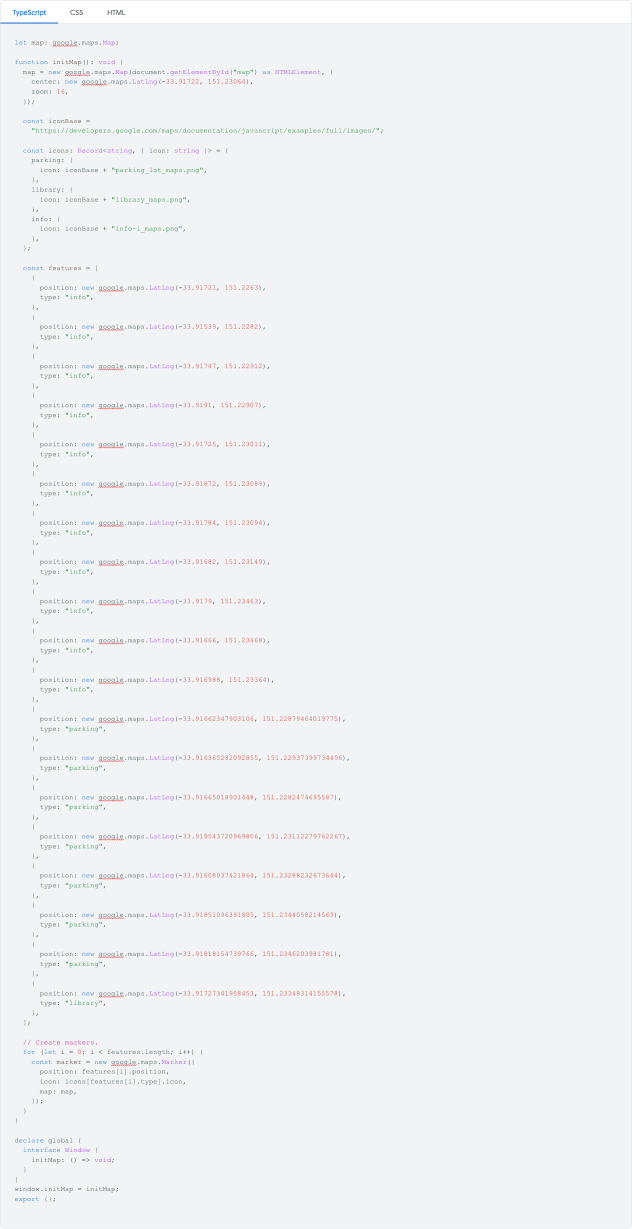 TypeScript CSS HTML
let map: google.maps.Map;
function initMap(): void {
map = new google.maps.Map(document.getElementById("map") as HTMLElement, {
center: new google.maps.LatLng(-33.91722, 151.23064),
zoom: 16,
});
const iconBase =
"https://developers.google.com/maps/documentation/javascript/examples/full/images/";
const icons: Record<string, { icon: string }> = {
parking: {
icon: iconBase + "parking_lot_maps.png",
},
library: {
icon: iconBase + "library_maps.png",
},
info: {
icon: iconBase + "info-i_maps.png",
},
};
const features = [
{
position: new google.maps.LatLng(-33.91721, 151.2263),
type: "info",
},
{
position: new google.maps.LatLng(-33.91539, 151.2282),
type: "info",
},
{
position: new google.maps.LatLng(-33.91747, 151.22912),
type: "info",
},
{
position: new google.maps.LatLng(-33.9191, 151.22907),
type: "info",
},
{
position: new google.maps.LatLng(-33.91725, 151.23011),
type: "info",
},
{
position: new google.maps.LatLng(-33.91872, 151.23089),
type: "info",
},
{
position: new google.maps.LatLng(-33.91784, 151.23094),
type: "info",
},
{
position: new google.maps.LatLng(-33.91682, 151.23149),
type: "info",
},
{
position: new google.maps.LatLng(-33.9179, 151.23463),
type: "info",
},
{
position: new google.maps.LatLng(-33.91666, 151.23468),
type: "info",
},
{
position: new google.maps.LatLng(-33.916988, 151.23364),
type: "info",
},
{
position: new google.maps.LatLng(-33.91662347903106, 151.22879464019775),
type: "parking",
},
{
position: new google.maps.LatLng(-33.916365282092855, 151.22937399734496),
type: "parking",
},
{
position: new google.maps.LatLng(-33.91665018901448, 151.2282474695587),
type: "parking",
},
{
position: new google.maps.LatLng(-33.919543720969806, 151.23112279762267),
type: "parking",
},
{
position: new google.maps.LatLng(-33.91608037421864, 151.23288232673644),
type: "parking",
},
{
position: new google.maps.LatLng(-33.91851096391805, 151.2344058214569),
type: "parking",
},
{
position: new google.maps.LatLng(-33.91818154739766, 151.2346203981781),
type: "parking",
},
{
position: new google.maps.LatLng(-33.91727341958453, 151.23348314155578),
type: "library",
},
];
// Create markers.
for (let i = 0; i < features.length; i++) {
const marker = new google.maps.Marker({
position: features[i].position,
icon: icons[features[i].type].icon,
map: map,
});
}
}
declare global {
interface Window {
initMap: () => void;
}
}
window.initMap = initMap;
export {};